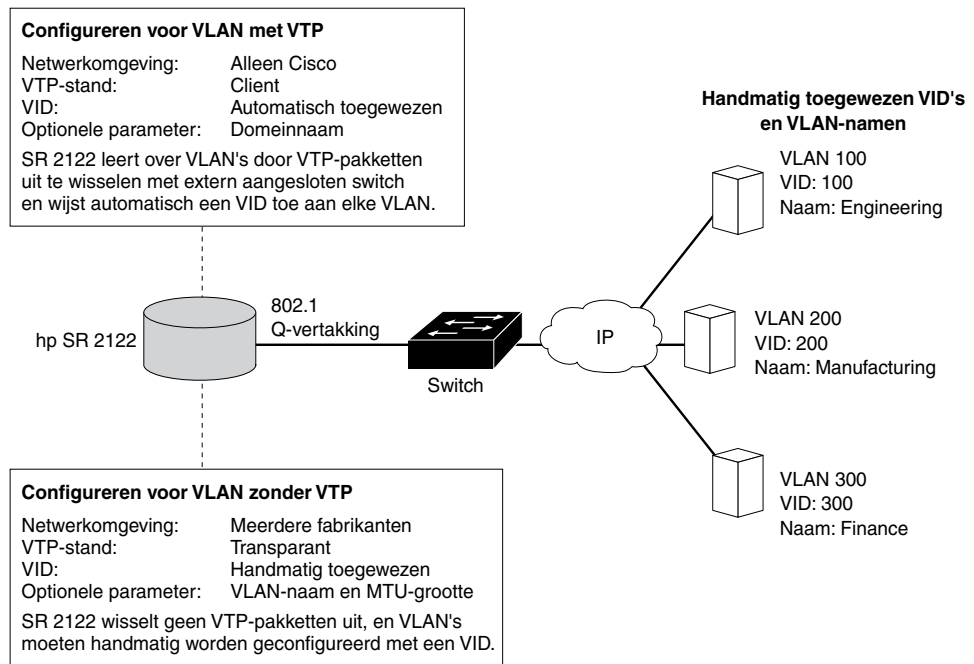 Configureren voor VLAN met VTP
Netwerkomgeving: Alleen Cisco
VTP-stand: Client
VID: Automatisch toegewezen
Optionele parameter: Domeinnaam
SR 2122 leert over VLAN's door VTP-pakketten
uit te wisselen met extern aangesloten switch
en wijst automatisch een VID toe aan elke VLAN.
Handmatig toegewezen VID's
en VLAN-namen
VLAN 100
VID: 100
Naam: Engineering
hp SR 2122
802.1
Q-vertakking
Switch
IP
VLAN 200
VID: 200
Naam: Manufacturing
VLAN 300
VID: 300
Naam: Finance
Configureren voor VLAN zonder VTP
Netwerkomgeving: Meerdere fabrikanten
VTP-stand: Transparant
VID: Handmatig toegewezen
Optionele parameter: VLAN-naam en MTU-grootte
SR 2122 wisselt geen VTP-pakketten uit, en VLAN's
moeten handmatig worden geconfigureerd met een VID.